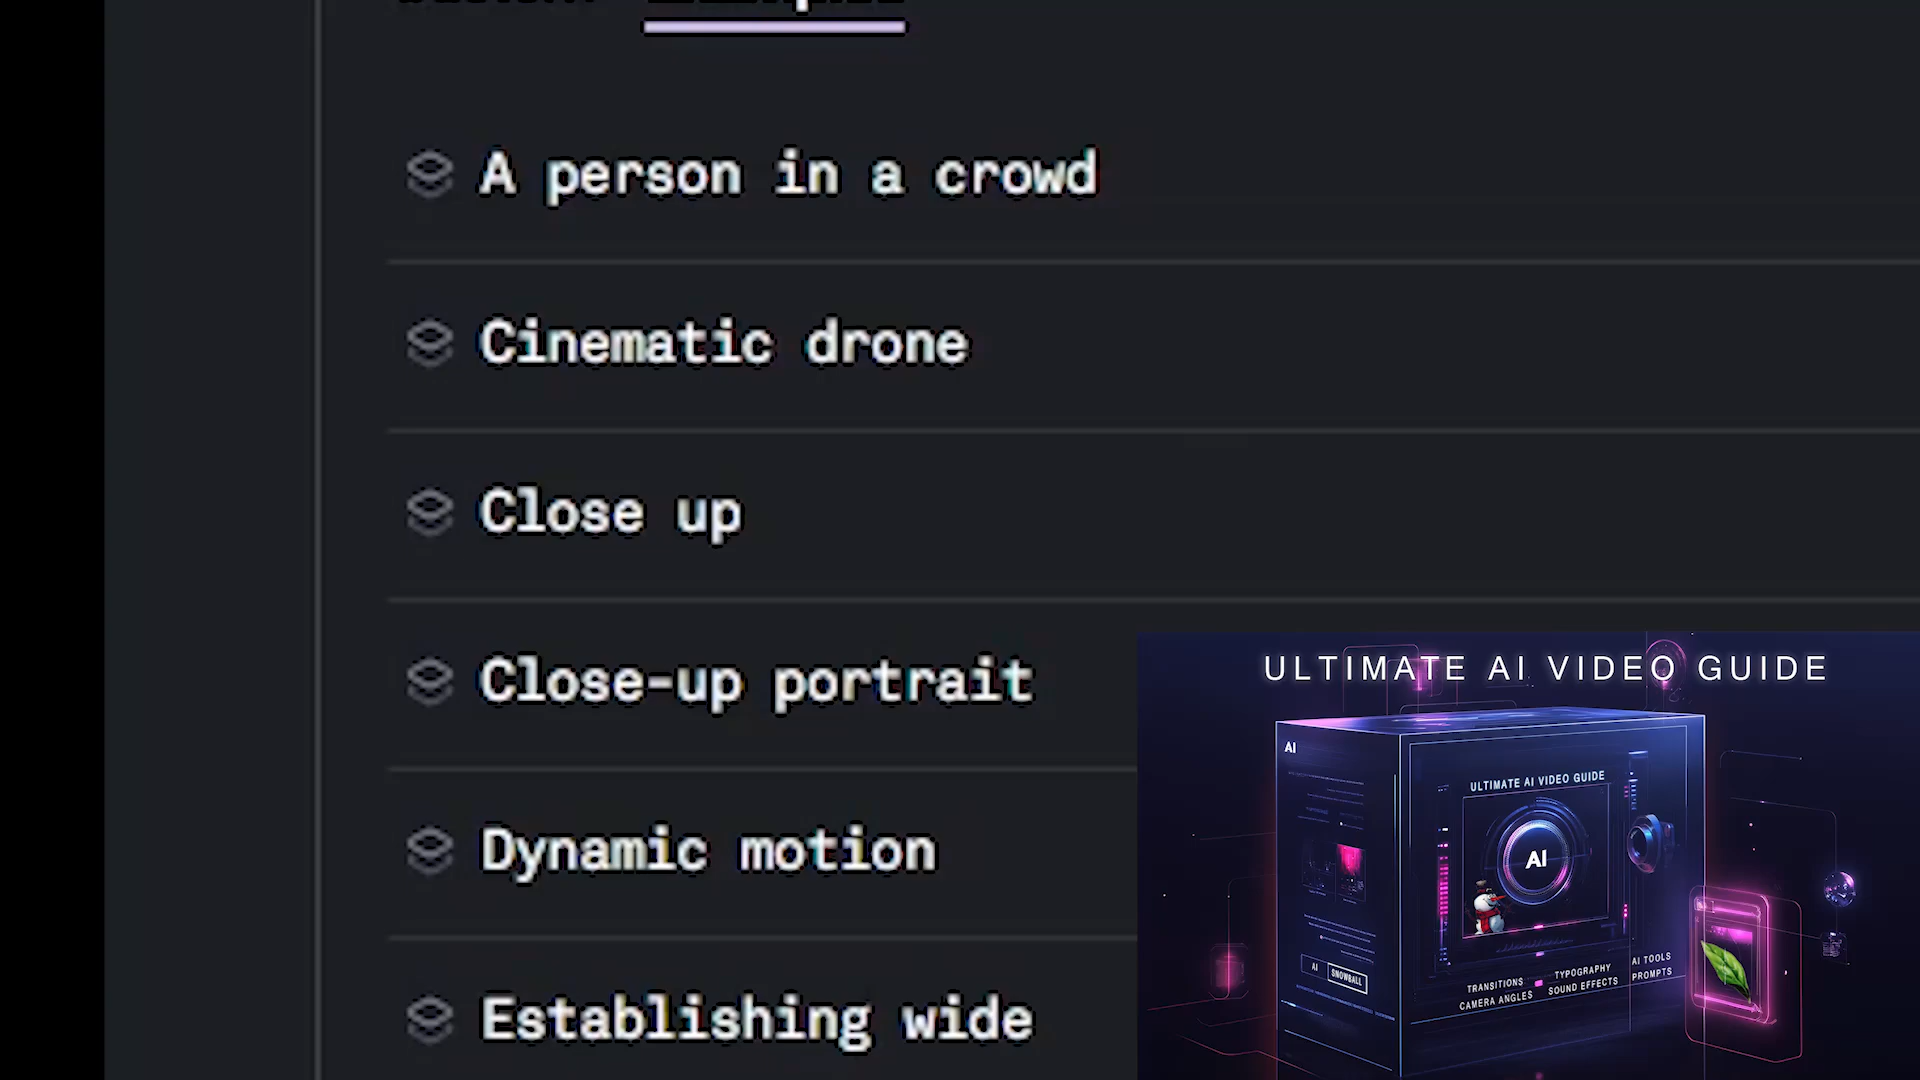 A person in a crowd
Cinematic drone
Close up
Close-up portrait
Dynamic motion
Establishing wide
ULTIMATE AI VIDEO GUIDE
AI
ULTIMATE AI VIDEO GUIDE
AI
AI SNOWBALL
TRANSITIONS
CAMERA ANGLES
TYPOGRAPHY
SOUND EFFECTS
AI TOOLS
PROMPTS